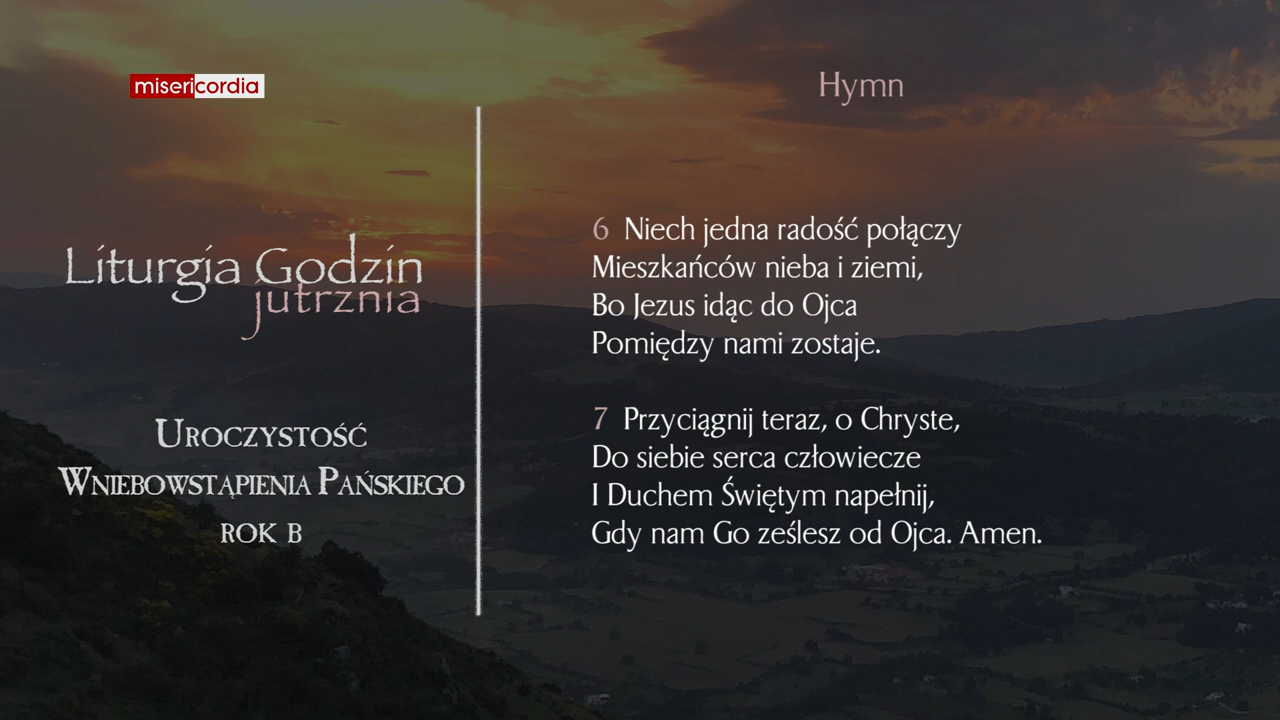 misericordia
Liturgia Godzin
jutrznia
Uroczystość
Wniebowstąpienia Pańskiego
rok B
Hymn
6 Niech jedna radość połączy
Mieszkańców nieba i ziemi,
Bo Jezus idąc do Ojca
Pomiędzy nami zostaje.
7 Przyciągnij teraz, o Chryste,
Do siebie serca człowiecze
I Duchem Świętym napełnij,
Gdy nam Go ześlesz od Ojca. Amen.